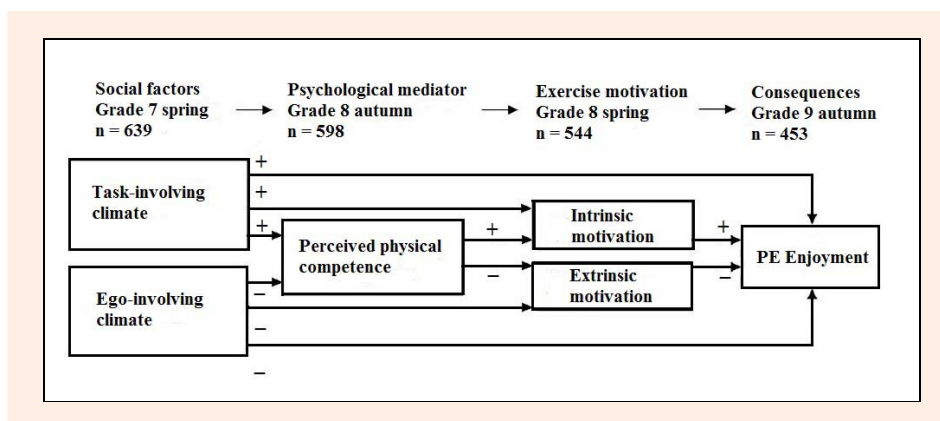 Social factors
Grade 7 spring
n = 639
Psychological mediator
Grade 8 autumn
n = 598
Exercise motivation
Grade 8 spring
n = 544
Consequences
Grade 9 autumn
n = 453
+
Task-involving
climate
+
+
Intrinsic
motivation
+
Perceived physical
competence
+
−
PE Enjoyment
Extrinsic
motivation
−
Ego-involving
climate
−
−
−